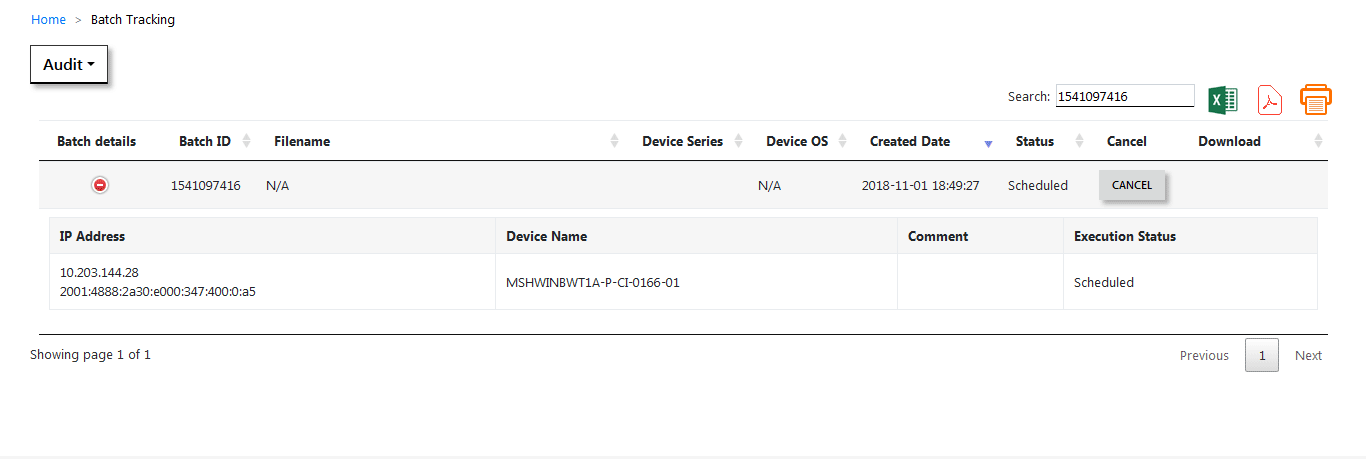 Home > Batch Tracking
Audit
Search: 1541097416
Batch details Batch ID Filename Device Series Device OS Created Date Status Cancel Download
1541097416 N/A N/A 2018-11-01 18:49:27 Scheduled CANCEL
IP Address Device Name Comment Execution Status
10.203.144.28
2001:4888:2a30:e000:347:400:0:a5
MSHWINBWT1A-P-CI-0166-01 Scheduled
Showing page 1 of 1 Previous 1 Next